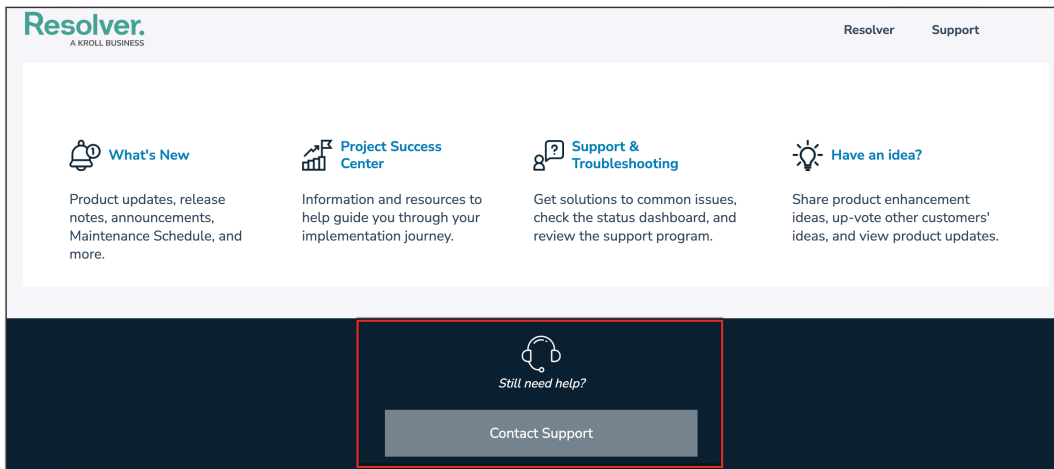 Resolver.
A KROLL BUSINESS
Resolver Support
1
What's New
Product updates, release
notes, announcements,
Maintenance Schedule, and
more.
Project Success
Center
Information and resources to
help guide you through your
implementation journey.
?
Support &
Troubleshooting
Get solutions to common issues,
check the status dashboard, and
review the support program.
Have an idea?
Share product enhancement
ideas, up-vote other customers'
ideas, and view product updates.
Still need help?
Contact Support